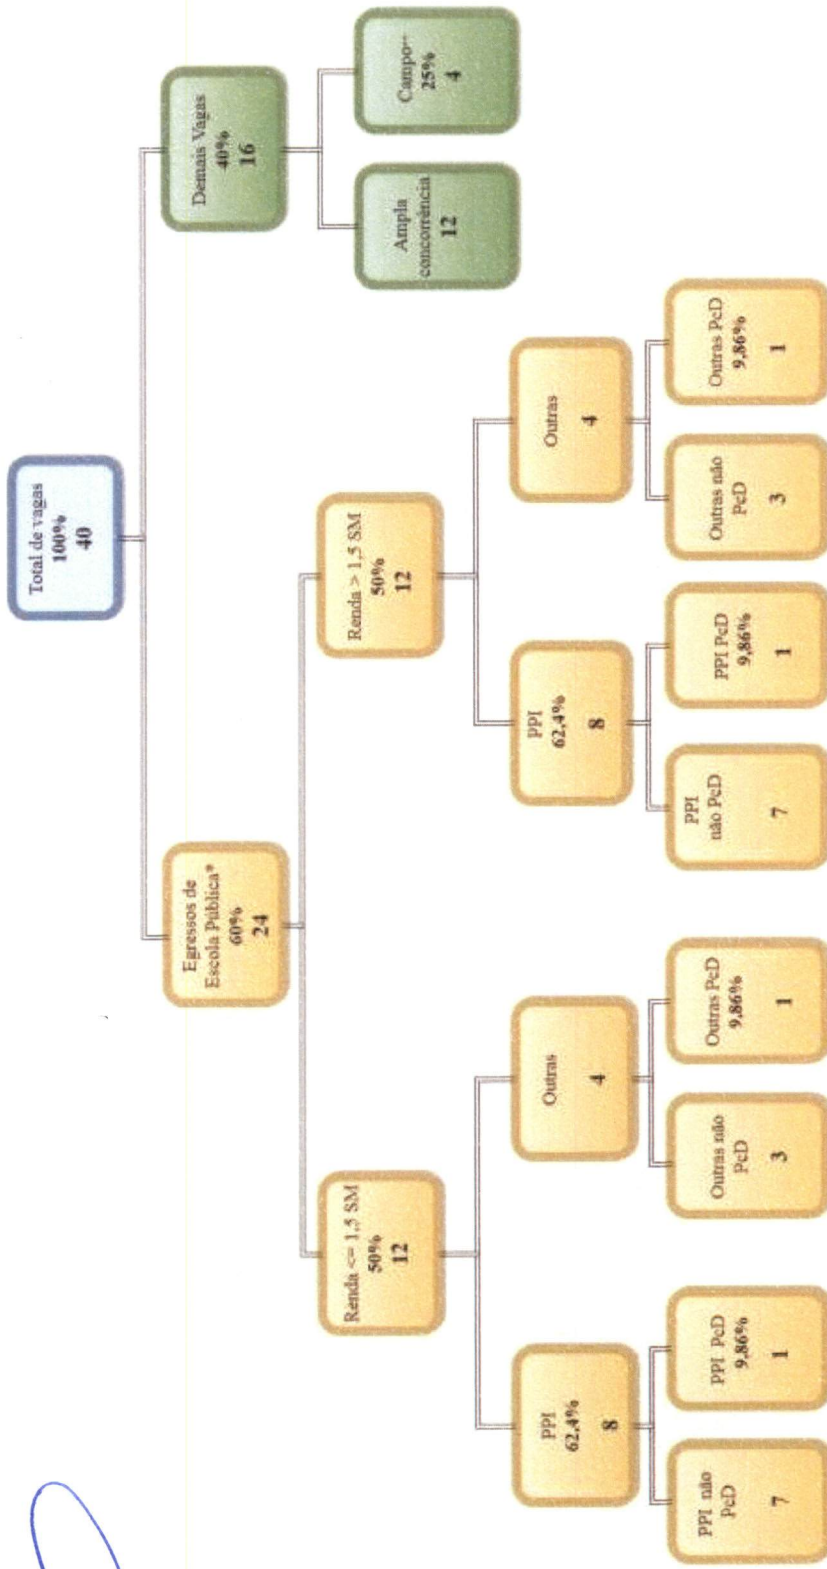 Total de vagas
100%
40
Egressos de
Escola Pública*
60%
24
Demais Vagas
40%
16
Renda <= 1,5 SM
50%
12
Renda > 1,5 SM
50%
12
Ampla
concorrência
12
Campo**
25%
4
PPI
62,4%
8
Outras
4
PPI
62,4%
8
Outras
4
PPI não
PcD
7
PPI PcD
9,86%
1
Outras não
PcD
3
Outras PcD
9,86%
1
PPI
não PcD
7
PPI PcD
9,86%
1
Outras não
PcD
3
Outras PcD
9,86%
1